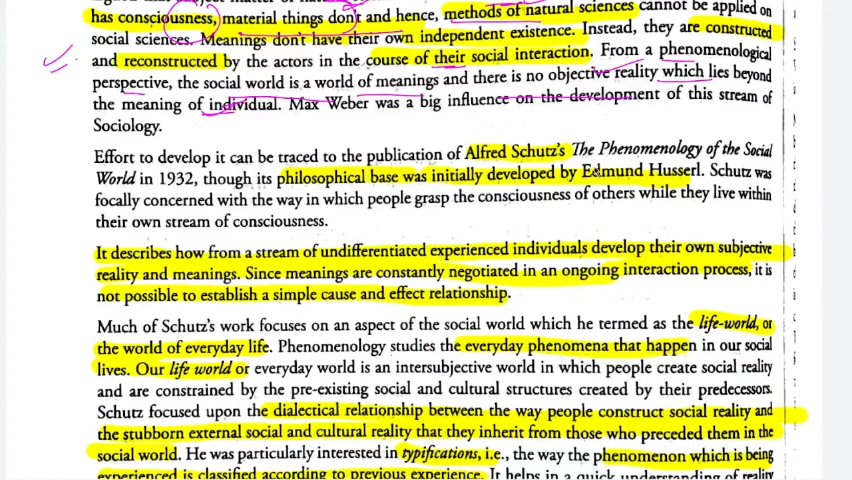 has consciousness, material things don't and hence, methods of natural sciences cannot be applied on
social sciences. Meanings don't have their own independent existence. Instead, they are constructed
and reconstructed by the actors in the course of their social interaction. From a phenomenological
perspective, the social world is a world of meanings and there is no objective reality which lies beyond
the meaning of individual. Max Weber was a big influence on the development of this stream of
Sociology.
Effort to develop it can be traced to the publication of Alfred Schutz's The Phenomenology of the Social
World in 1932, though its philosophical base was initially developed by Edmund Husserl. Schutz was
focally concerned with the way in which people grasp the consciousness of others while they live within
their own stream of consciousness.
It describes how from a stream of undifferentiated experienced individuals develop their own subjective
reality and meanings. Since meanings are constantly negotiated in an ongoing interaction process, it is
not possible to establish a simple cause and effect relationship.
Much of Schutz's work focuses on an aspect of the social world which he termed as the life-world, or
the world of everyday life. Phenomenology studies the everyday phenomena that happen in our social
lives. Our life world or everyday world is an intersubjective world in which people create social reality
and are constrained by the pre-existing social and cultural structures created by their predecessors.
Schutz focused upon the dialectical relationship between the way people construct social reality and
the stubborn external social and cultural reality that they inherit from those who preceded them in the
social world. He was particularly interested in typifications, i.e., the way the phenomenon which is being
experienced is classified according to previous experience. It helps in a quick understanding of reality